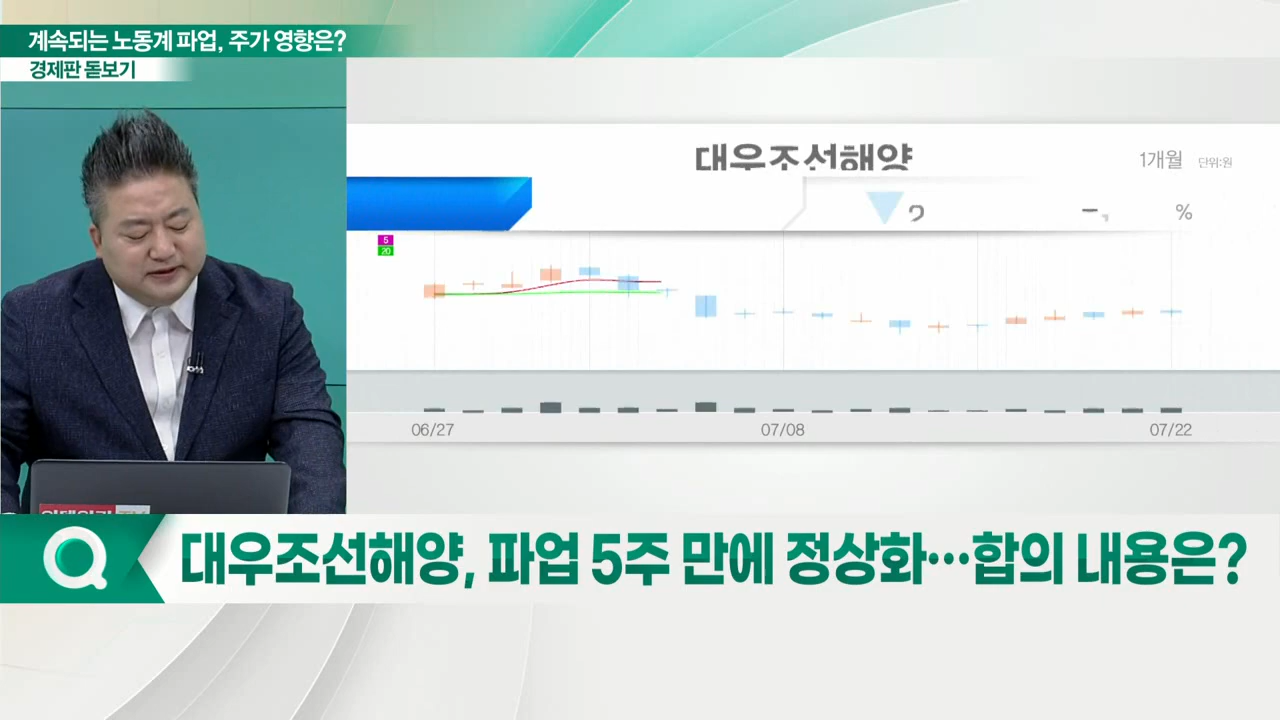 계속되는 노동계 파업, 주가 영향은?
경제판 돋보기
대우조선해양
1개월 단위:원
%
5
20
06/27 07/08 07/22
대우조선해양, 파업 5주 만에 정상화…합의 내용은?